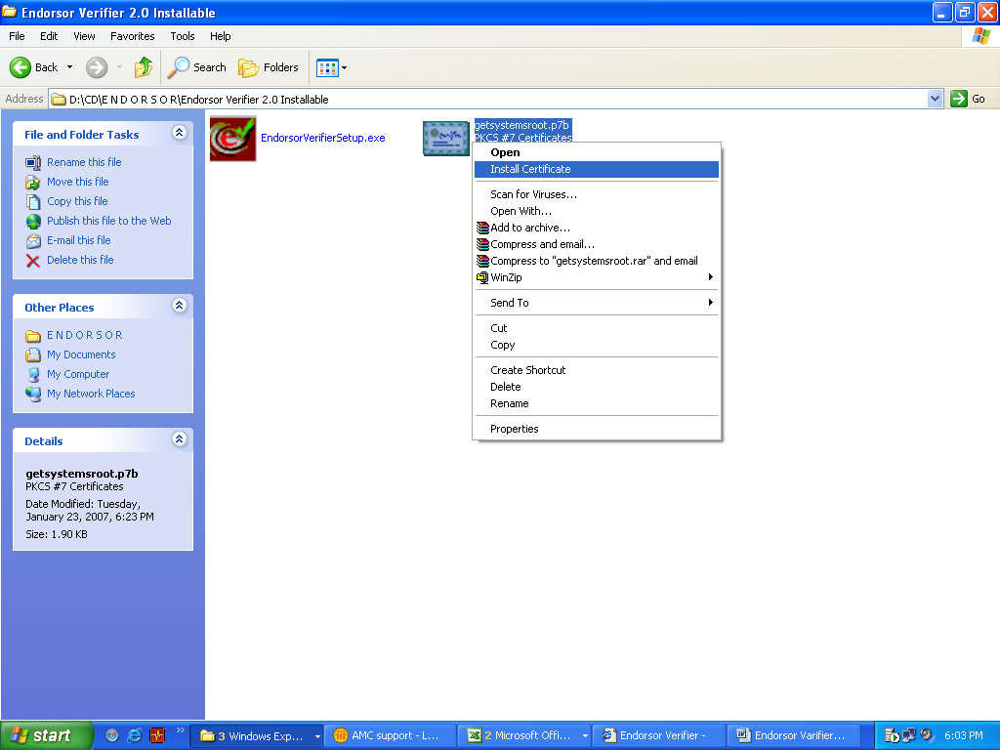 Endorsor Verifier 2.0 Installable
File Edit View Favorites Tools Help
Back Search Folders
Address D:\CD\E N D O R S O R\Endorsor Verifier 2.0 Installable Go
File and Folder Tasks
Rename this file
Move this file
Copy this file
Publish this file to the Web
E-mail this file
Delete this file
Other Places
E N D O R S O R
My Documents
My Computer
My Network Places
Details
getsystemsroot.p7b
PKCS #7 Certificates
Date Modified: Tuesday,
January 23, 2007, 6:23 PM
Size: 1.90 KB
EndorsorVerifierSetup.exe
getsystemsroot.p7b
PKCS #7 Certificates
Open
Install Certificate
Scan for Viruses...
Open With...
Add to archive...
Compress and email...
Compress to "getsystemsroot.rar" and email
WinZip
Send To
Cut
Copy
Create Shortcut
Delete
Rename
Properties
start 3 Windows Exp... AMC support - L... 2 Microsoft Offi... Endorsor Verifier - Endorsor Varifier... 6:03 PM